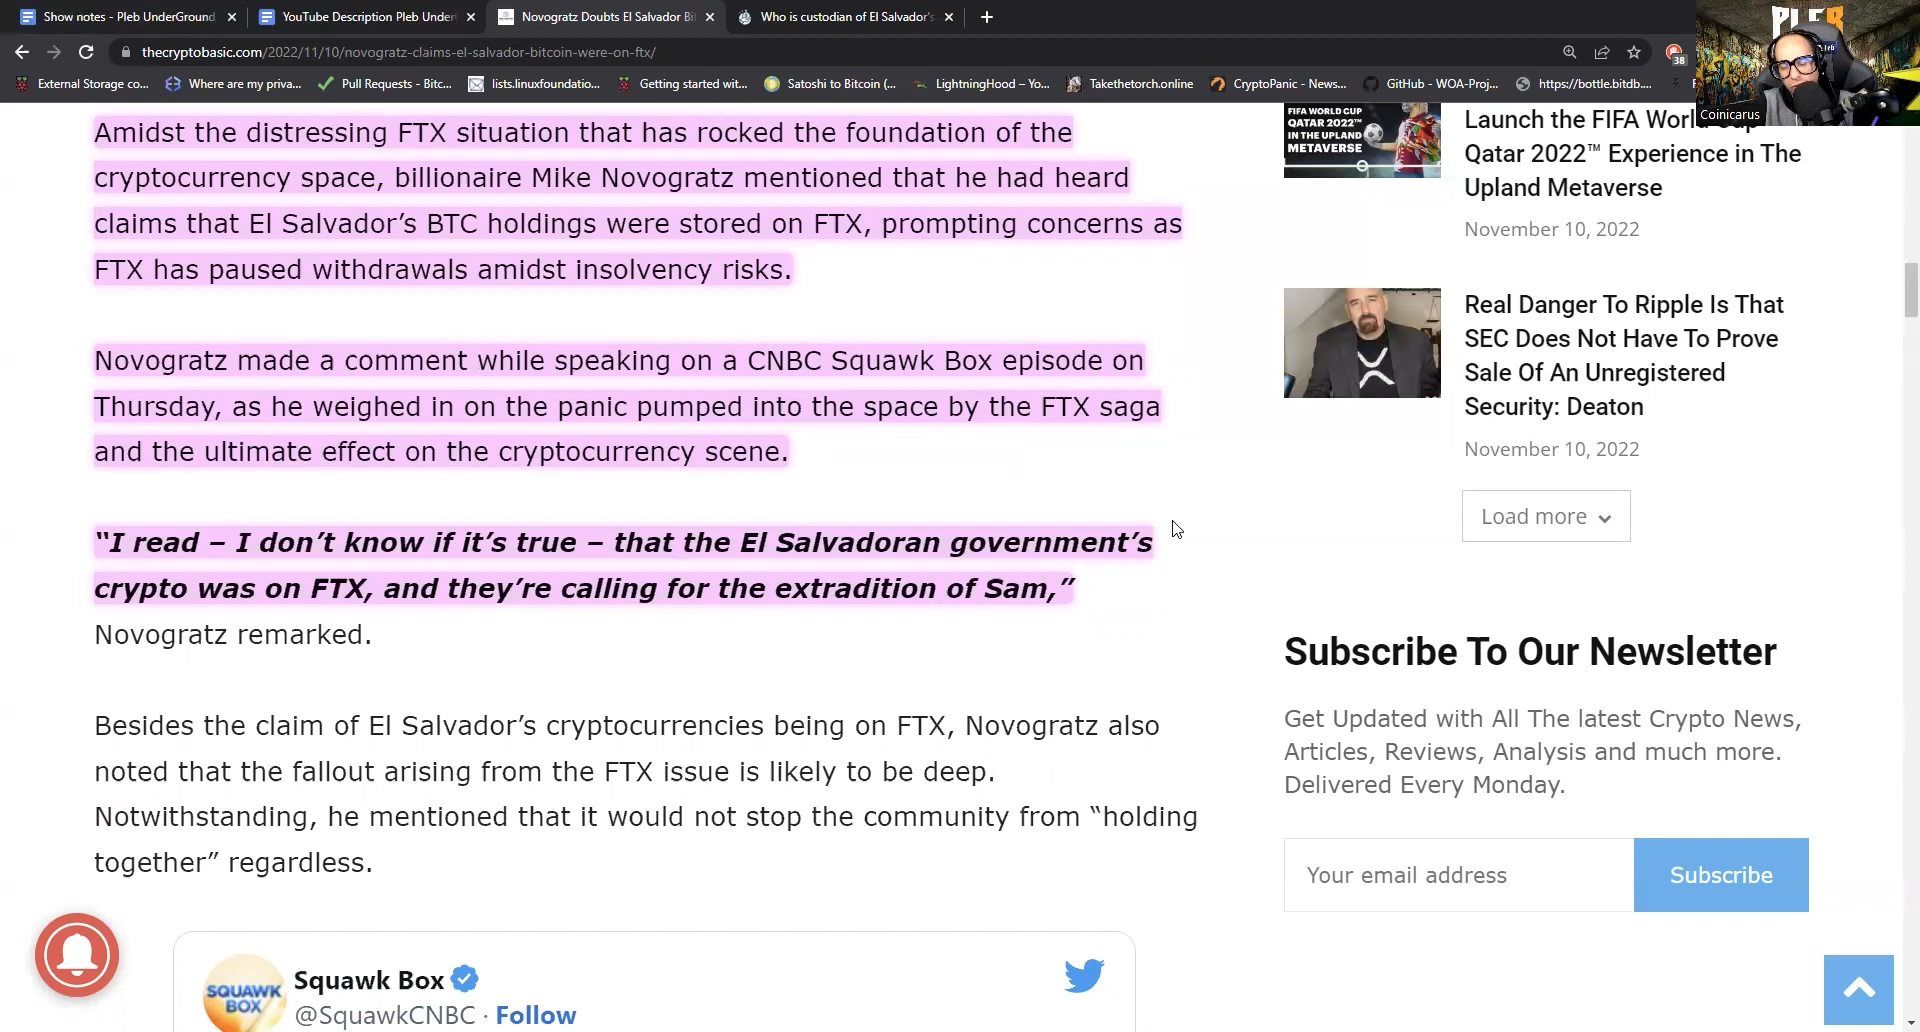 Show notes - Pleb UnderGround
YouTube Description Pleb Under
Novogratz Doubts El Salvador Bi
Who is custodian of El Salvador's
thecryptobasic.com/2022/11/10/novogratz-claims-el-salvador-bitcoin-were-on-ftx/
38
External Storage co...
Where are my priva...
Pull Requests - Bitc...
lists.linuxfoundatio...
Getting started wit...
Satoshi to Bitcoin (...
LightningHood – Yo...
Takethetorch.online
CryptoPanic - News...
GitHub - WOA-Proj...
https://bottle.bitdb....
Coinicarus
Amidst the distressing FTX situation that has rocked the foundation of the
cryptocurrency space, billionaire Mike Novogratz mentioned that he had heard
claims that El Salvador’s BTC holdings were stored on FTX, prompting concerns as
FTX has paused withdrawals amidst insolvency risks.
Novogratz made a comment while speaking on a CNBC Squawk Box episode on
Thursday, as he weighed in on the panic pumped into the space by the FTX saga
and the ultimate effect on the cryptocurrency scene.
“I read – I don’t know if it’s true – that the El Salvadoran government’s
crypto was on FTX, and they’re calling for the extradition of Sam,”
Novogratz remarked.
Besides the claim of El Salvador’s cryptocurrencies being on FTX, Novogratz also
noted that the fallout arising from the FTX issue is likely to be deep.
Notwithstanding, he mentioned that it would not stop the community from “holding
together” regardless.
SQUAWK
BOX
Squawk Box
@SquawkCNBC · Follow
FIFA WORLD CUP
QATAR 2022™
IN THE UPLAND
METAVERSE
Launch the FIFA World Cup
Qatar 2022™ Experience in The
Upland Metaverse
November 10, 2022
Real Danger To Ripple Is That
SEC Does Not Have To Prove
Sale Of An Unregistered
Security: Deaton
November 10, 2022
Load more
Subscribe To Our Newsletter
Get Updated with All The latest Crypto News,
Articles, Reviews, Analysis and much more.
Delivered Every Monday.
Your email address
Subscribe